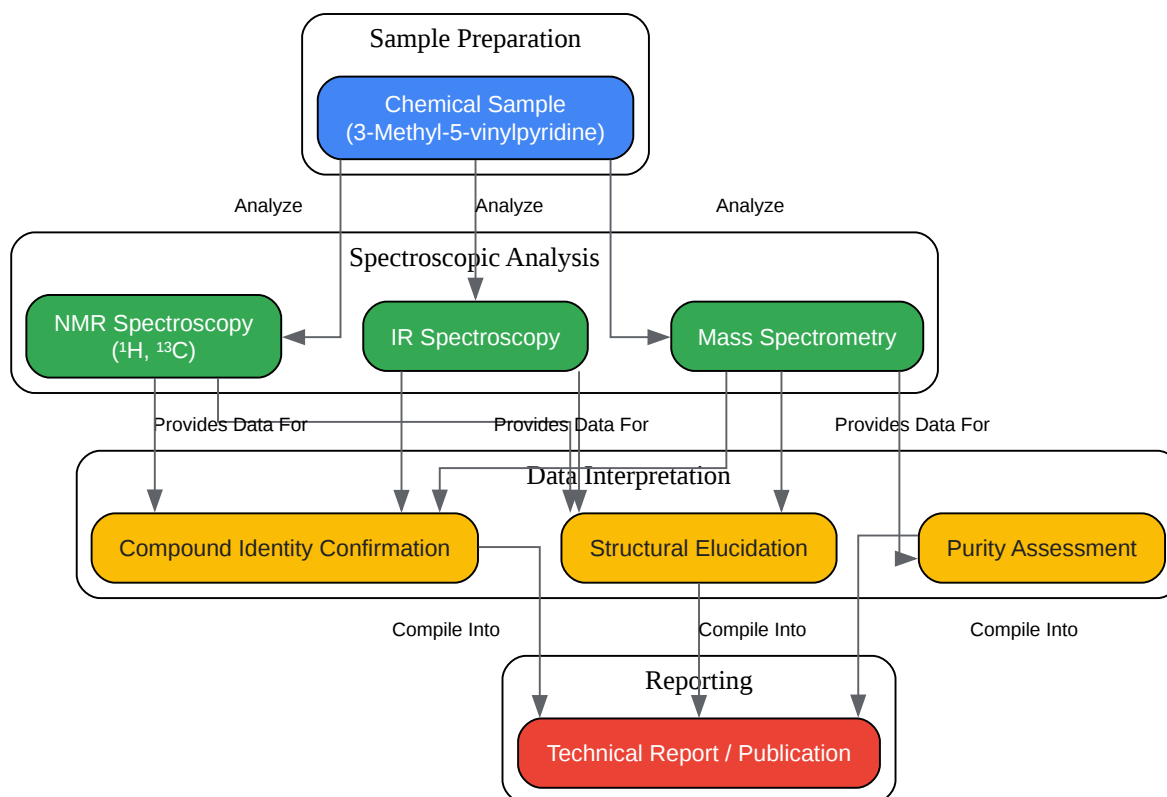 Sample Preparation
Chemical Sample
(3-Methyl-5-vinylpyridine)
Analyze
Analyze
Analyze
Spectroscopic Analysis
NMR Spectroscopy
(¹H, ¹³C)
IR Spectroscopy
Mass Spectrometry
Provides Data For
Provides Data For
Provides Data For
Data Interpretation
Compound Identity Confirmation
Structural Elucidation
Purity Assessment
Compile Into
Compile Into
Compile Into
Reporting
Technical Report / Publication